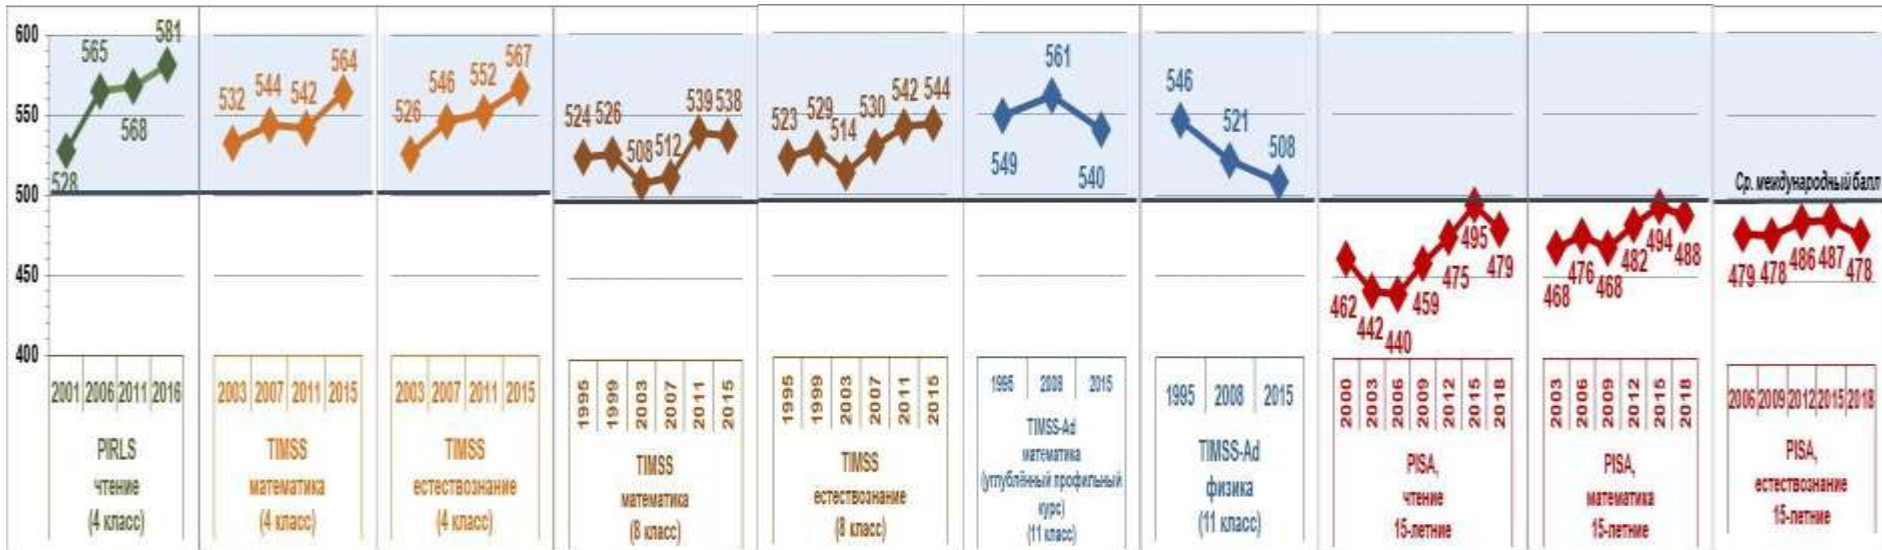 600
550
500
450
400
528
565
568
581
2001 2006 2011 2016
PIRLS
чтение
(4 класс)
532
544
542
564
2003 2007 2011 2015
TIMSS
математика
(4 класс)
526
546
552
567
2003 2007 2011 2015
TIMSS
естествознание
(4 класс)
524
526
508
512
539
538
1995 1999 2003 2007 2011 2015
TIMSS
математика
(8 класс)
523
529
514
530
542
544
1995 1999 2003 2007 2011 2015
TIMSS
естествознание
(8 класс)
549
561
540
1995 2008 2015
TIMSS-Ad
математика
(углублённый профильный
курс)
(11 класс)
546
521
508
1995 2008 2015
TIMSS-Ad
физика
(11 класс)
462
442
440
459
475
495
479
2000 2003 2006 2009 2012 2015 2018
PISA,
чтение
15-летние
468
476
468
482
494
488
2003 2006 2009 2012 2015 2018
PISA,
математика
15-летние
Ср. международный балл
479
478
486
487
478
2006 2009 2012 2015 2018
PISA,
естествознание
15-летние